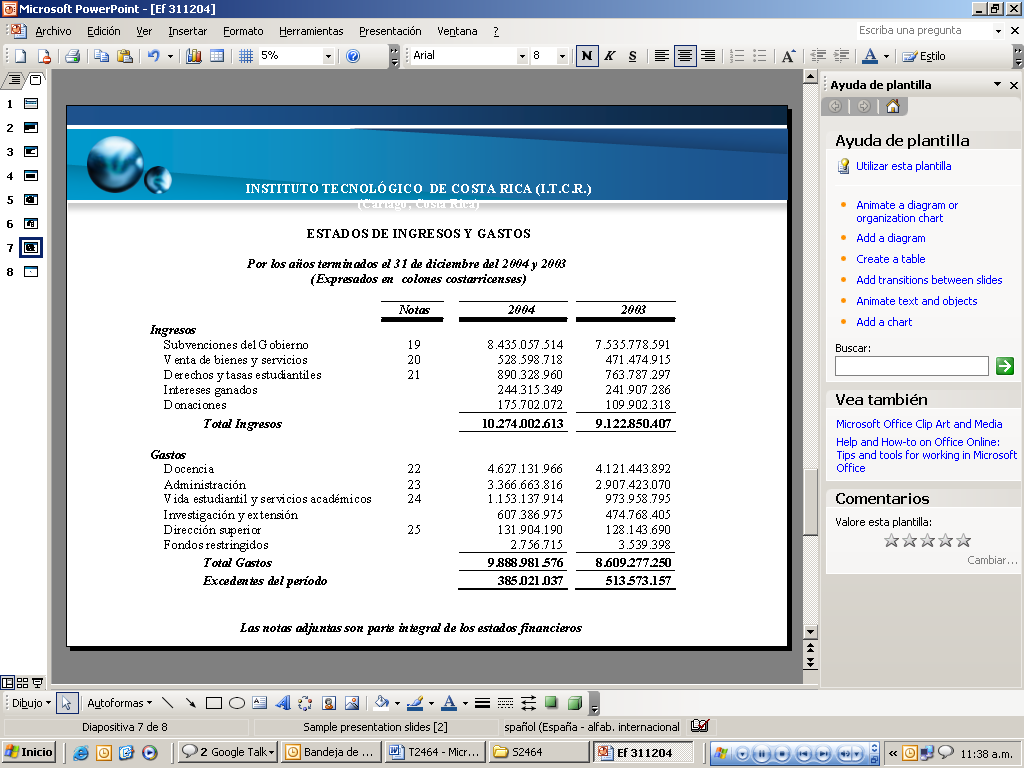 Microsoft PowerPoint - [Ef 311204]
Archivo Edición Ver Insertar Formato Herramientas Presentación Ventana ? Escriba una pregunta
5% Arial 8 N K S Estilo
1
2
3
4
5
6
7
8
INSTITUTO TECNOLÓGICO DE COSTA RICA (I.T.C.R.)
(Cartago, Costa Rica)
ESTADOS DE INGRESOS Y GASTOS
Por los años terminados el 31 de diciembre del 2004 y 2003
(Expresados en colones costarricenses)
Notas 2004 2003
Ingresos
Subvenciones del Gobierno 19 8.435.057.514 7.535.778.591
Venta de bienes y servicios 20 528.598.718 471.474.915
Derechos y tasas estudiantiles 21 890.328.960 763.787.297
Intereses ganados 244.315.349 241.907.286
Donaciones 175.702.072 109.902.318
Total Ingresos 10.274.002.613 9.122.850.407
Gastos
Docencia 22 4.627.131.966 4.121.443.892
Administración 23 3.366.663.816 2.907.423.070
Vida estudiantil y servicios académicos 24 1.153.137.914 973.958.795
Investigación y extensión 607.386.975 474.768.405
Dirección superior 25 131.904.190 128.143.690
Fondos restringidos 2.756.715 3.539.398
Total Gastos 9.888.981.576 8.609.277.250
Excedentes del período 385.021.037 513.573.157
Las notas adjuntas son parte integral de los estados financieros
Ayuda de plantilla
Ayuda de plantilla
Utilizar esta plantilla
Animate a diagram or
organization chart
Add a diagram
Create a table
Add transitions between slides
Animate text and objects
Add a chart
Buscar:
Vea también
Microsoft Office Clip Art and Media
Help and How-to on Office Online:
Tips and tools for working in Microsoft
Office
Comentarios
Valore esta plantilla:
Cambiar...
Dibujo Autoformas
Diapositiva 7 de 8 Sample presentation slides [2] spañol (España - alfab. internacional
Inicio 2 Google Talk Bandeja de ... T2464 - Micr... S2464 Ef 311204 « 11:38 a.m.